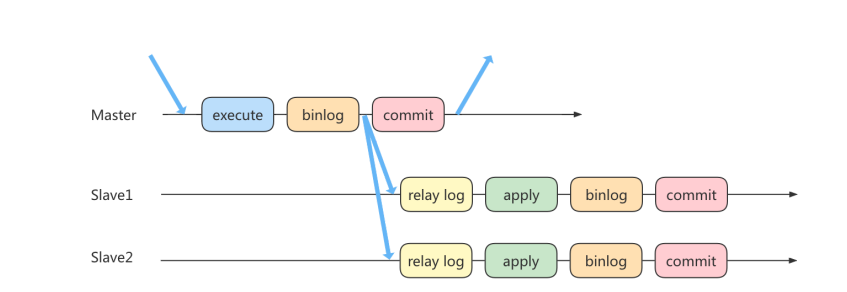 Master execute binlog commit
Slave1 relay log apply binlog commit
Slave2 relay log apply binlog commit